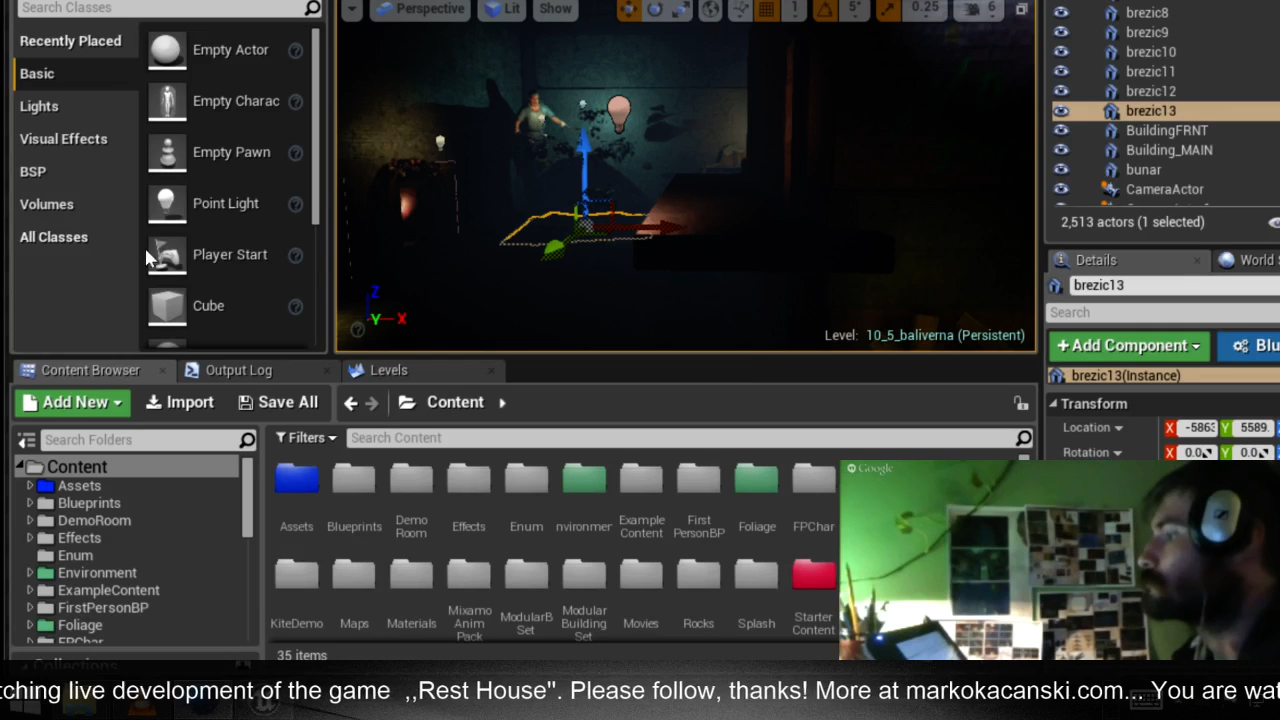 Search Classes
Recently Placed
Basic
Lights
Visual Effects
BSP
Volumes
All Classes
Empty Actor
Empty Charac
Empty Pawn
Point Light
Player Start
Cube
Perspective
Lit
Show
1
5°
0.25
6
Z
Y
X
Level: 10_5_baliverna (Persistent)
brezic8
brezic9
brezic10
brezic11
brezic12
brezic13
BuildingFRNT
Building_MAIN
bunar
CameraActor
2,513 actors (1 selected)
Details
World S
brezic13
Search
+Add Component
Blu
brezic13(Instance)
Transform
Location X -5863 Y 5589.
Rotation X 0.0 Y 0.0
Content Browser
Output Log
Levels
Add New
Import
Save All
Content
Search Folders
Filters
Search Content
Content
Assets
Blueprints
DemoRoom
Effects
Enum
Environment
ExampleContent
FirstPersonBP
Foliage
FPChar
Collections
Assets
Blueprints
Demo Room
Effects
Enum
nvironmer
Example Content
First PersonBP
Foliage
FPChar
KiteDemo
Maps
Materials
Mixamo Anim Pack
ModularB Set
Modular Building Set
Movies
Rocks
Splash
Starter Content
35 items
Google
tching live development of the game ,,Rest House". Please follow, thanks! More at markokacanski.com... You are wat